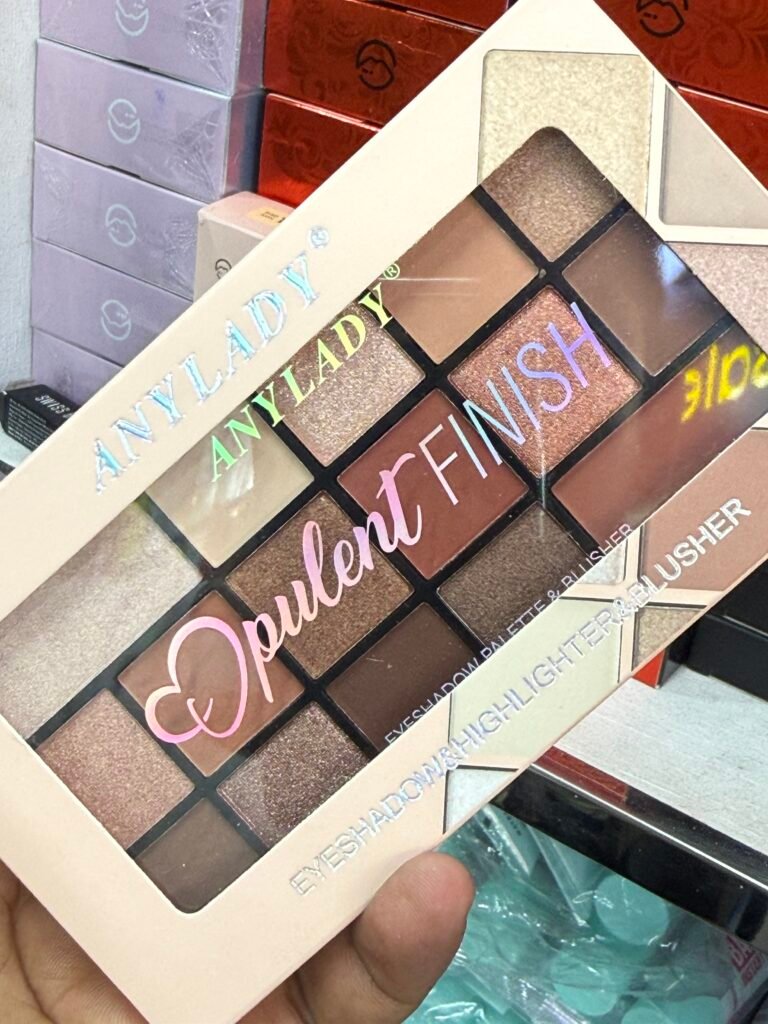 ANYLADY®
ANYLADY®
Opulent FINISH
EYESHADOW PALETTE & BLUSHER
EYESHADOW&HIGHLIGHTER&BLUSHER